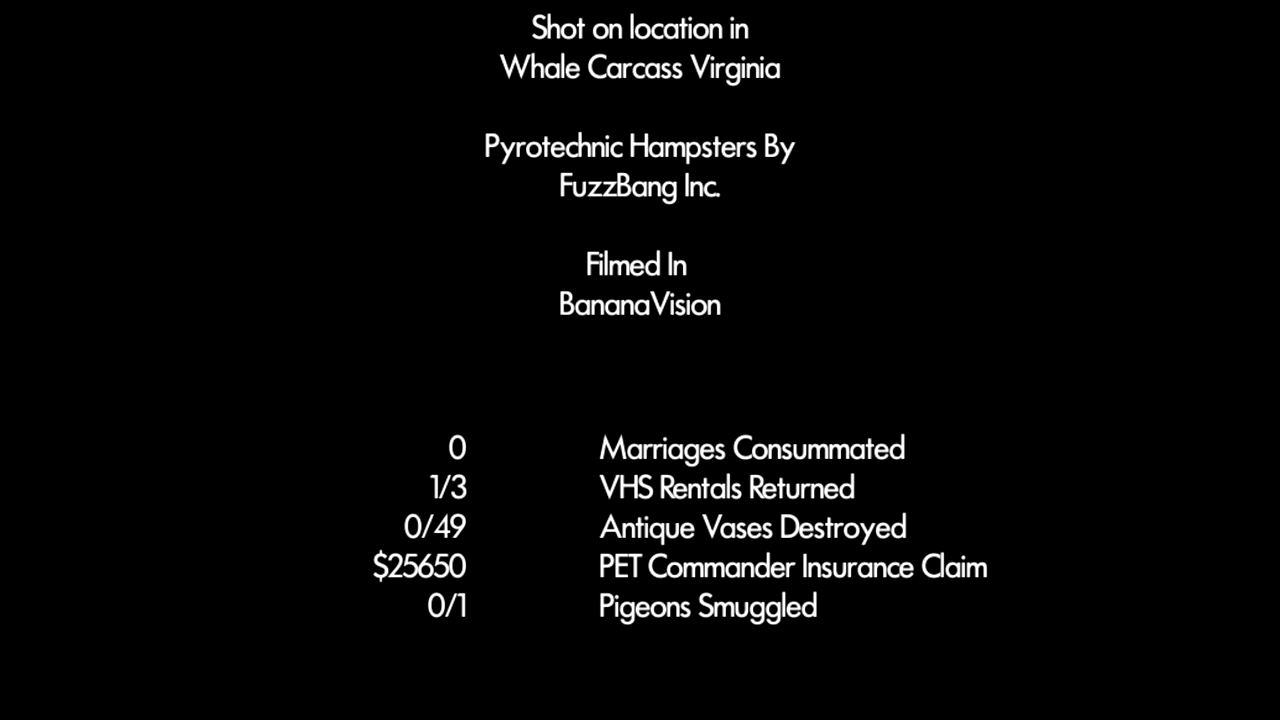 Shot on location in
Whale Carcass Virginia
Pyrotechnic Hampsters By
FuzzBang Inc.
Filmed In
BananaVision
0 Marriages Consummated
1/3 VHS Rentals Returned
0/49 Antique Vases Destroyed
$25650 PET Commander Insurance Claim
0/1 Pigeons Smuggled